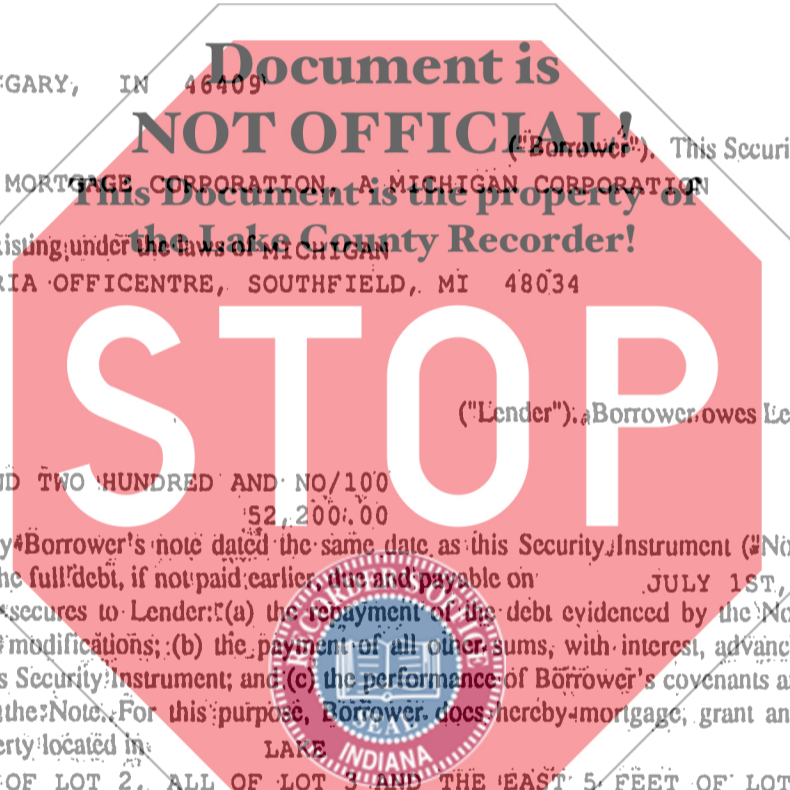 Document is
GARY, IN 46409
NOT OFFICIAL!
("Borrower"). This Securi
MORTGAGE CORPORATION, A MICHIGAN CORPORATION
This Document is the property of
the Lake County Recorder!
isting under the laws of MICHIGAN
RIA OFFICENTRE, SOUTHFIELD, MI 48034
STOP
("Lender"). Borrower owes Le
ND TWO HUNDRED AND NO/100
52,200.00
y Borrower's note dated the same date as this Security Instrument ("No
he full debt, if not paid earlier, due and payable on JULY 1ST,
secures to Lender: (a) the repayment of the debt evidenced by the No
modifications; (b) the payment of all other sums, with interest, advanc
s Security Instrument; and (c) the performance of Borrower's covenants a
the Note. For this purpose, Borrower does hereby mortgage, grant an
erty located in LAKE
OF LOT 2, ALL OF LOT 3 AND THE EAST 5 FEET OF LOT
RECORDER'S OFFICE
SEAL
INDIANA